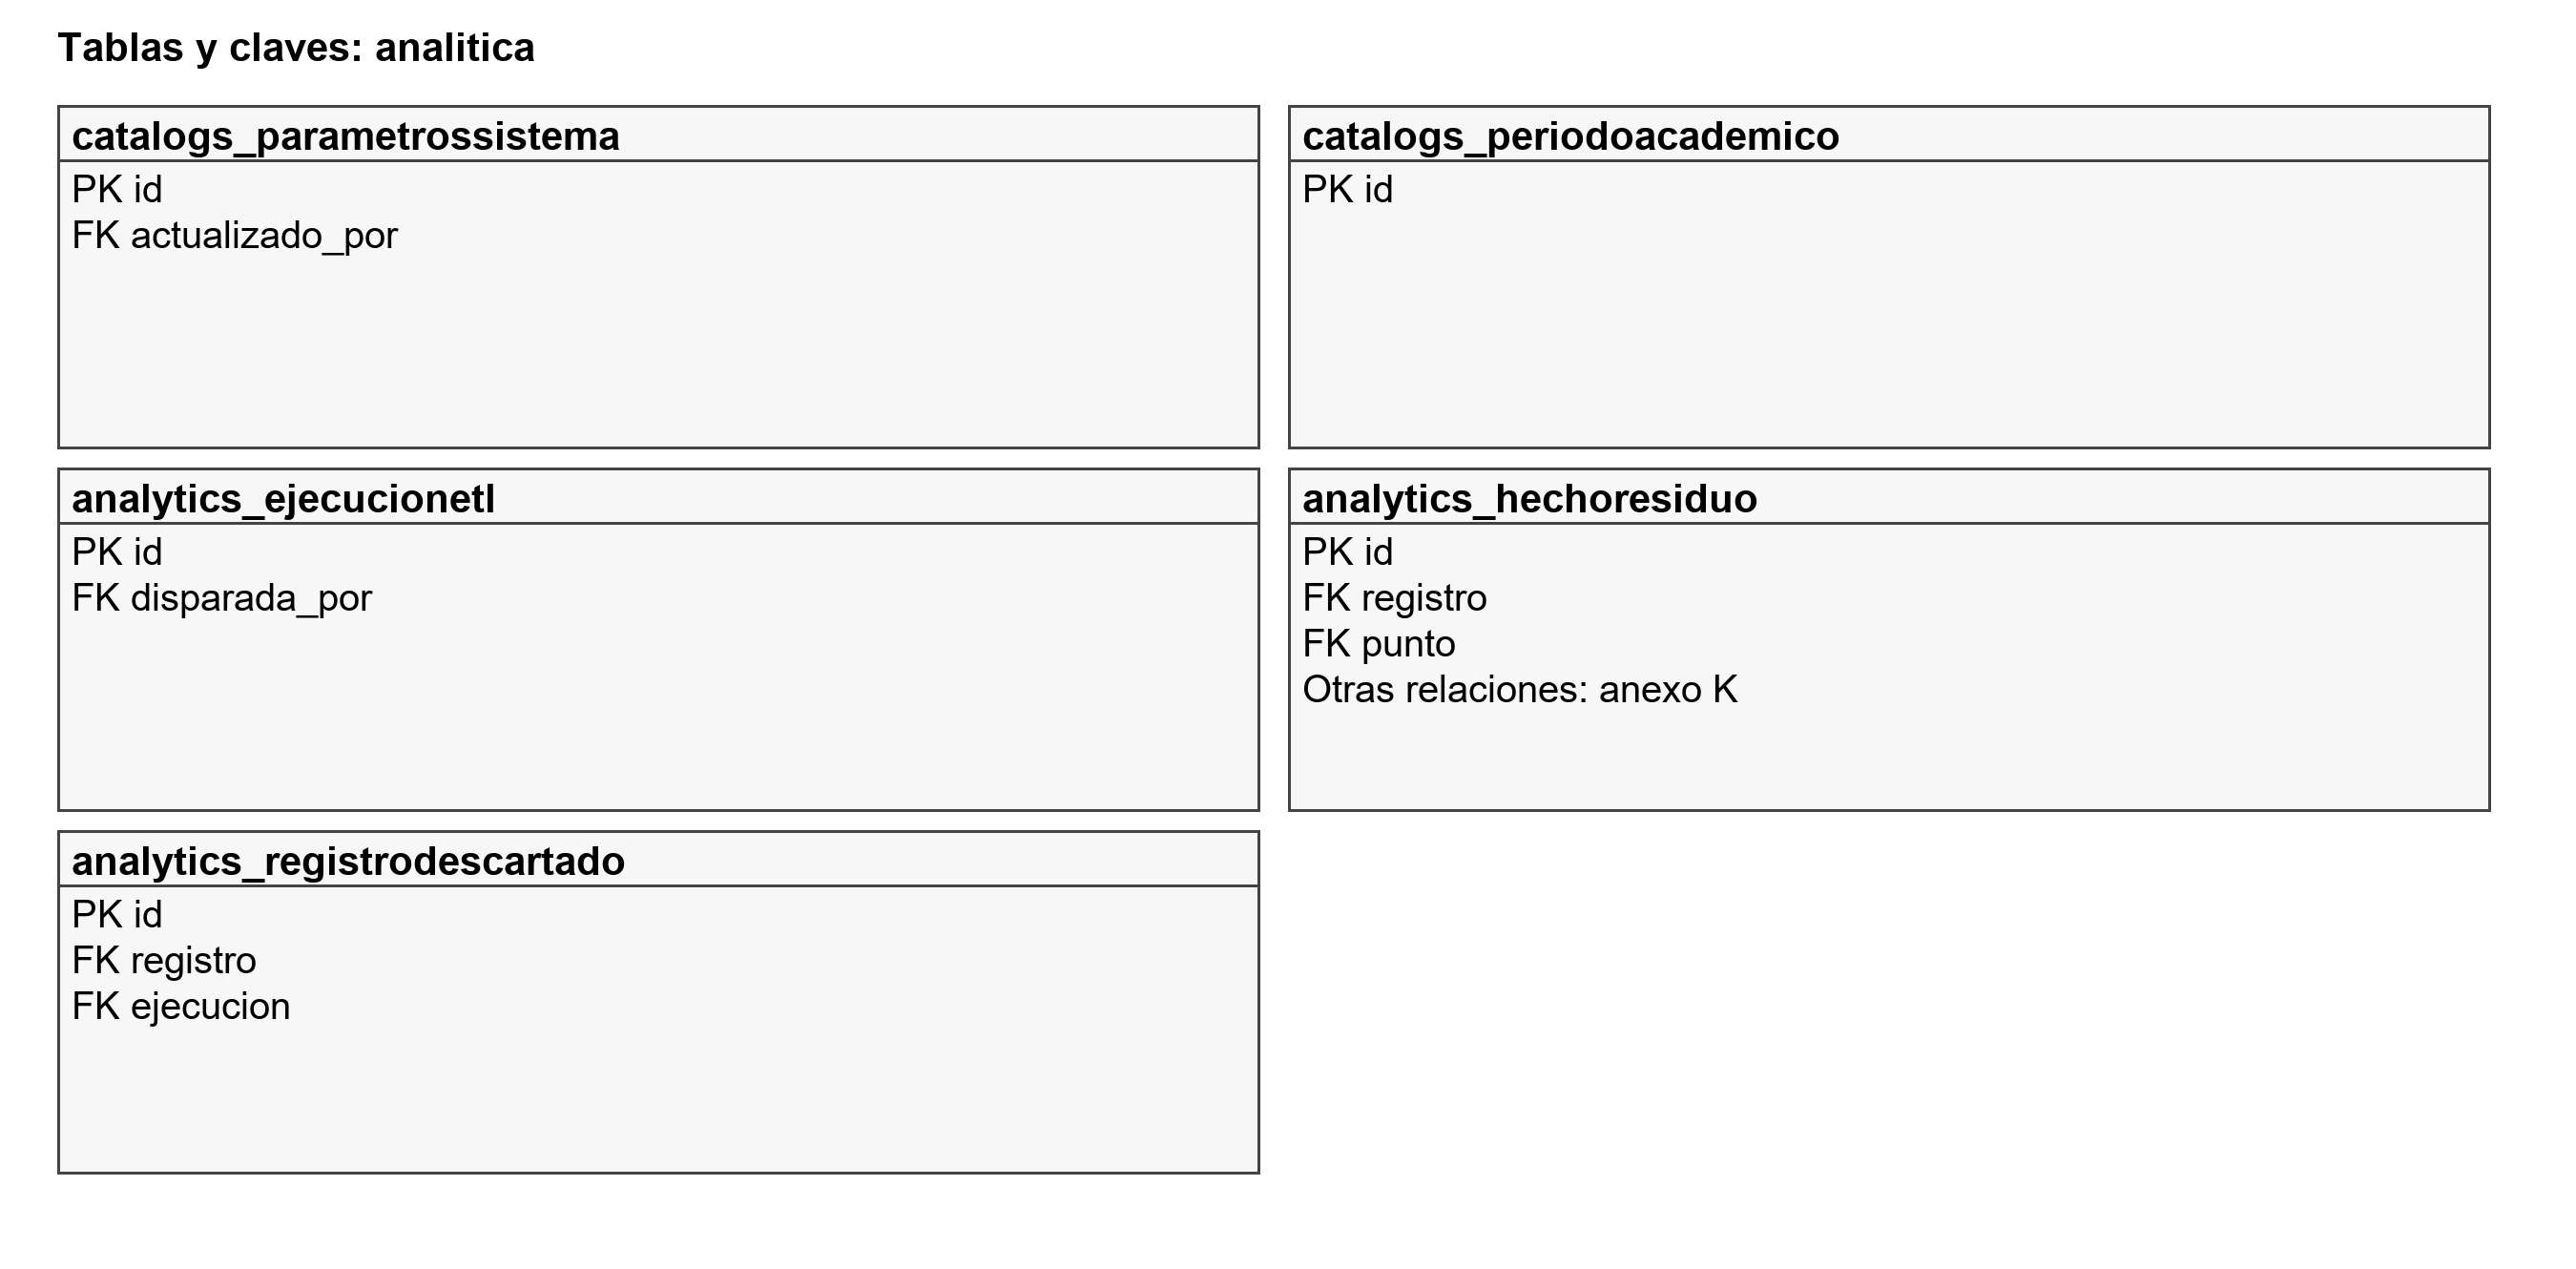 Tablas y claves: analitica
catalogs_parametrossistema
PK id
FK actualizado_por
catalogs_periodoacademico
PK id
analytics_ejecucionetl
PK id
FK disparada_por
analytics_hechoresiduo
PK id
FK registro
FK punto
Otras relaciones: anexo K
analytics_registrodescartado
PK id
FK registro
FK ejecucion